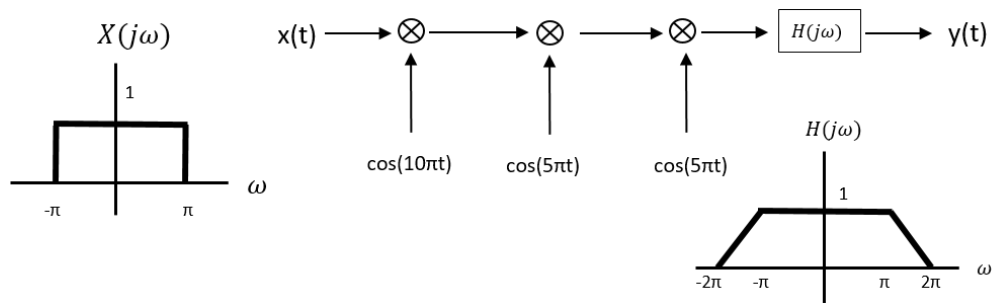 X(jω)
1
-π
π
ω
x(t)
H(jω)
y(t)
cos(10πt)
cos(5πt)
cos(5πt)
H(jω)
1
-2π
-π
π
2π
ω